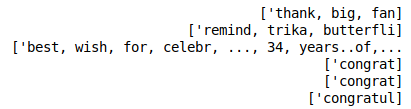 ['thank, big, fan]
['remind, trika, butterfli]
['best, wish, for, celebr, ..., 34, years..of,...
['congrat]
['congrat]
['congratul]